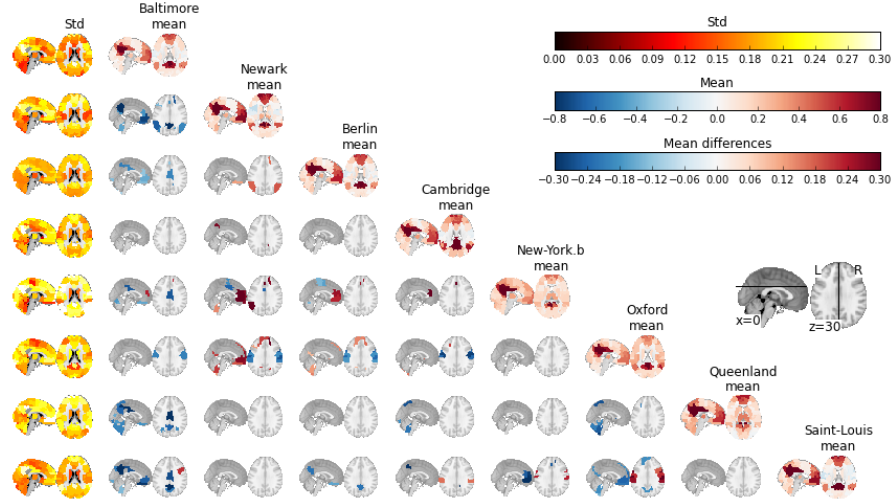 Std
Baltimore
mean
Newark
mean
Berlin
mean
Cambridge
mean
New-York.b
mean
Oxford
mean
Queenland
mean
Saint-Louis
mean
Std
0.00 0.03 0.06 0.09 0.12 0.15 0.18 0.21 0.24 0.27 0.30
Mean
−0.8 −0.6 −0.4 −0.2 0.0 0.2 0.4 0.6 0.8
Mean differences
−0.30 −0.24 −0.18 −0.12 −0.06 0.00 0.06 0.12 0.18 0.24 0.30
L R
x=0
z=30